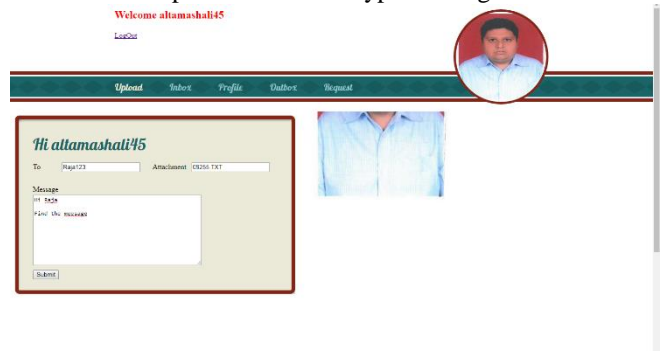 Welcome altamashali45
LogOut
Upload Inbox Profile Outbox Request
Hi altamashali45
To Raja123 Attachment C9256.TXT
Message
Hi Raja
Find the message
Submit